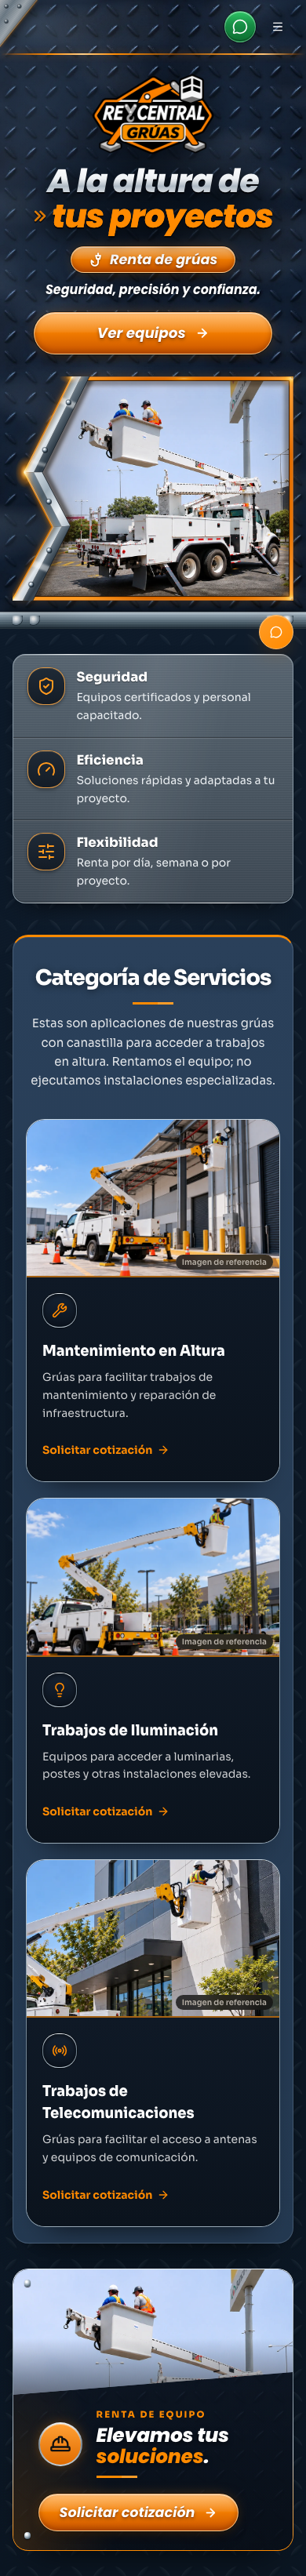 REY CENTRAL
GRÚAS
A la altura de
tus proyectos
Renta de grúas
Seguridad, precisión y confianza.
Ver equipos
Seguridad
Equipos certificados y personal
capacitado.
Eficiencia
Soluciones rápidas y adaptadas a tu
proyecto.
Flexibilidad
Renta por día, semana o por
proyecto.
Categoría de Servicios
Estas son aplicaciones de nuestras grúas
con canastilla para acceder a trabajos
en altura. Rentamos el equipo; no
ejecutamos instalaciones especializadas.
Imagen de referencia
Mantenimiento en Altura
Grúas para facilitar trabajos de
mantenimiento y reparación de
infraestructura.
Solicitar cotización
Imagen de referencia
Trabajos de Iluminación
Equipos para acceder a luminarias,
postes y otras instalaciones elevadas.
Solicitar cotización
Imagen de referencia
Trabajos de
Telecomunicaciones
Grúas para facilitar el acceso a antenas
y equipos de comunicación.
Solicitar cotización
RENTA DE EQUIPO
Elevamos tus
soluciones.
Solicitar cotización